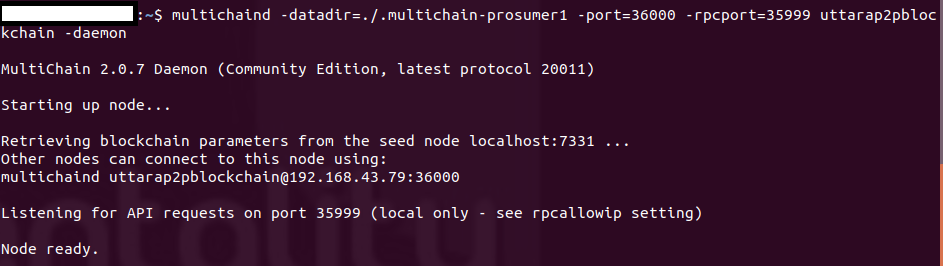 :~$ multichaind -datadir=./.multichain-prosumer1 -port=36000 -rpcport=35999 uttarap2pbloc
kchain -daemon
MultiChain 2.0.7 Daemon (Community Edition, latest protocol 20011)
Starting up node...
Retrieving blockchain parameters from the seed node localhost:7331 ...
Other nodes can connect to this node using:
multichaind uttarap2pblockchain@192.168.43.79:36000
Listening for API requests on port 35999 (local only - see rpcallowip setting)
Node ready.